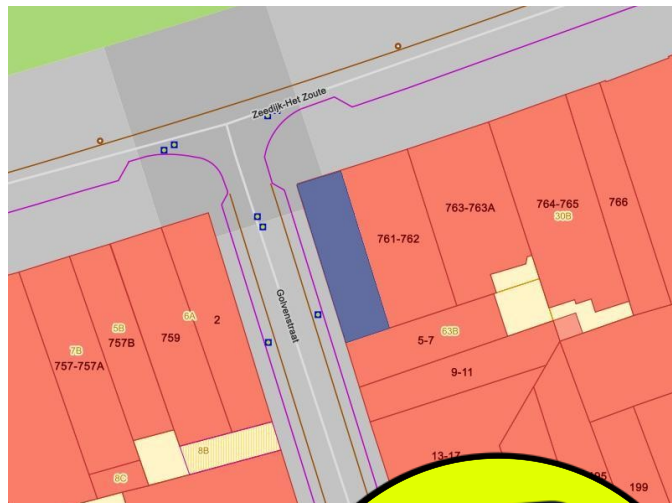 Zeedijk-Het Zoute
761-762
763-763A
764-765
30B
766
Golvenstraat
7B
757-757A
5B
757B
759
6A
2
5-7
63B
9-11
8B
8C
13-17
195
199